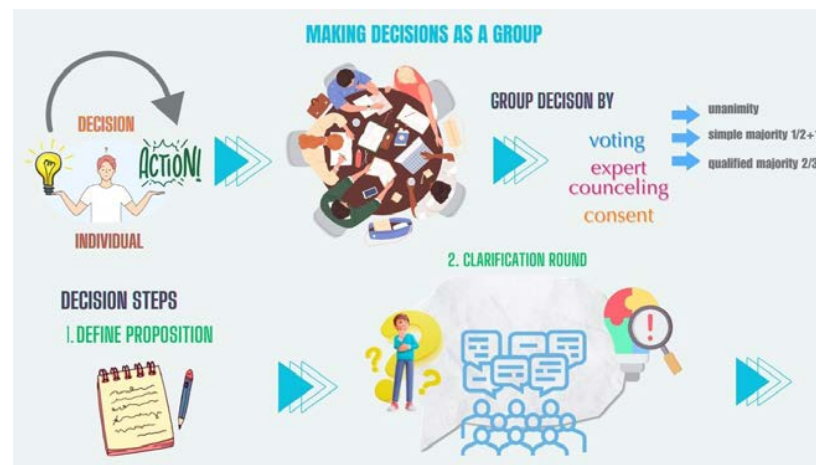 MAKING DECISIONS AS A GROUP
DECISION
ACTION!
INDIVIDUAL
GROUP DECISON BY
voting
expert
counceling
consent
unanimity
simple majority 1/2+1
qualified majority 2/3
DECISION STEPS
1. DEFINE PROPOSITION
2. CLARIFICATION ROUND